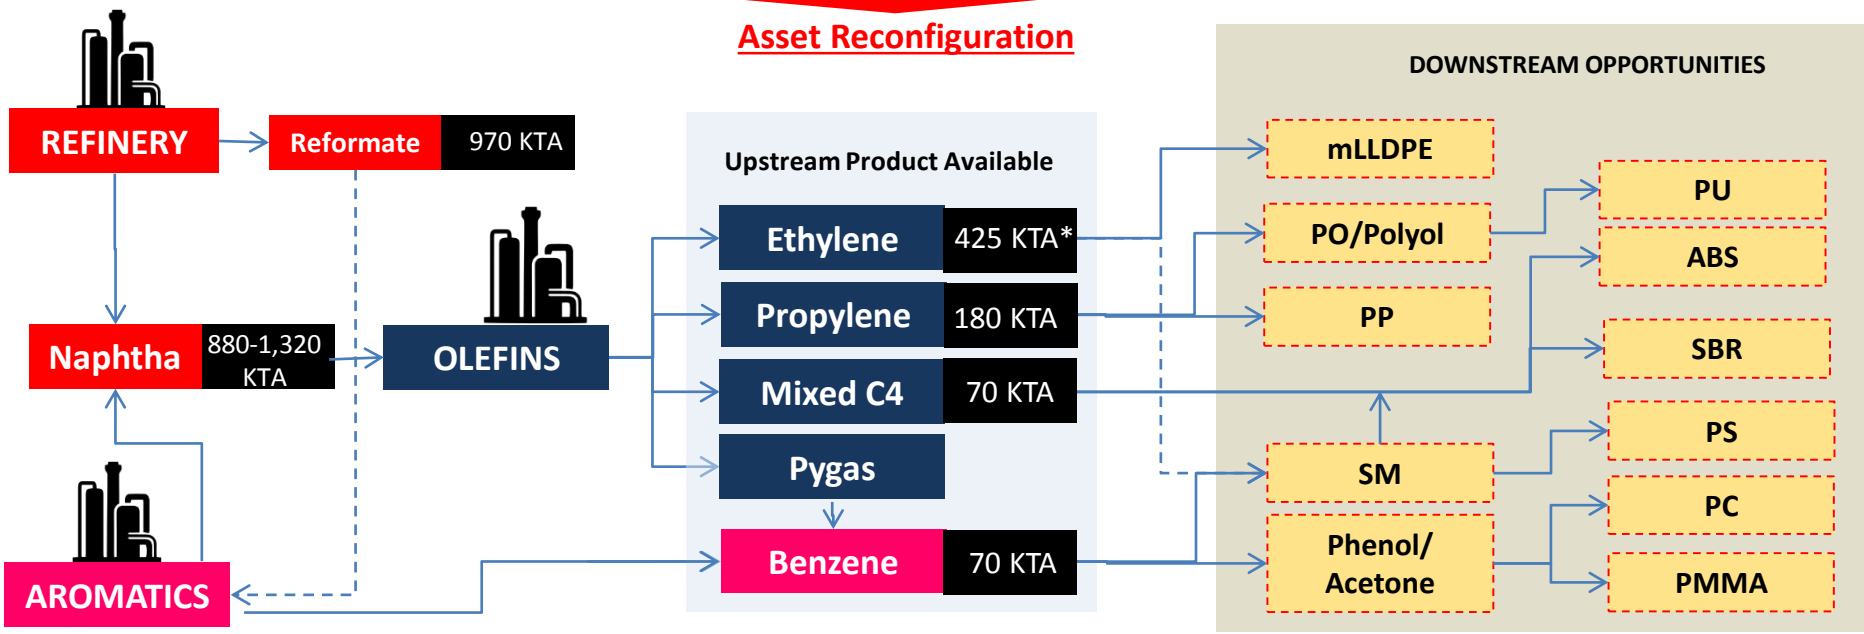 Asset Reconfiguration
DOWNSTREAM OPPORTUNITIES
REFINERY
Reformate
970 KTA
Upstream Product Available
mLLDPE
PU
Ethylene
425 KTA*
PO/Polyol
ABS
Propylene
180 KTA
PP
Naphtha
880-1,320
KTA
OLEFINS
SBR
Mixed C4
70 KTA
PS
Pygas
SM
PC
Benzene
70 KTA
Phenol/
Acetone
AROMATICS
PMMA